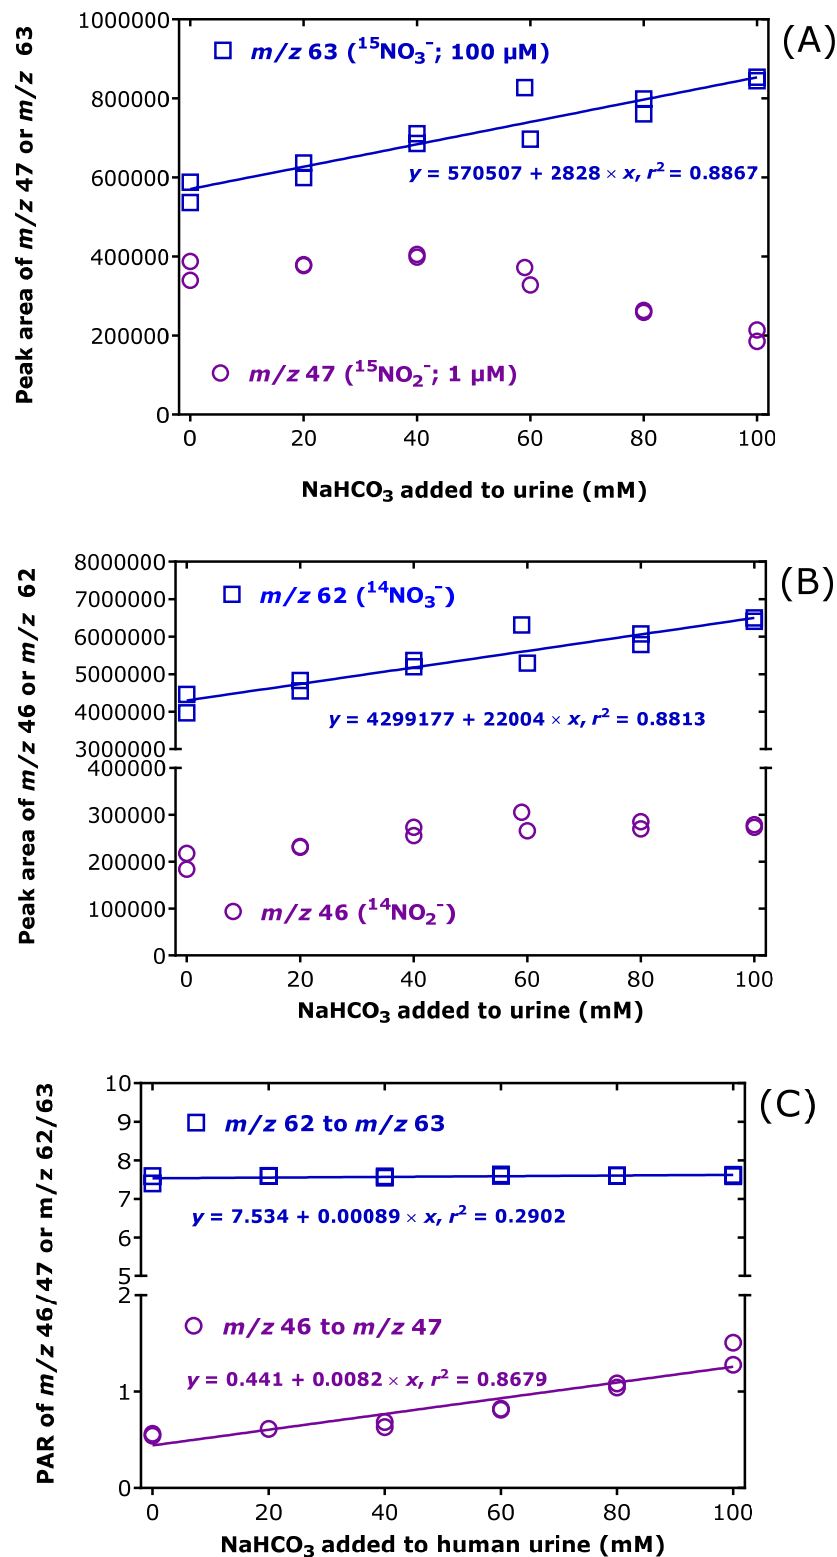 (A)
Peak area of m/z 47 or m/z 63
1000000
800000
600000
400000
200000
0
m/z 63 (¹⁵NO₃⁻; 100 µM)
y = 570507 + 2828 × x, r² = 0.8867
m/z 47 (¹⁵NO₂⁻; 1 µM)
0 20 40 60 80 100
NaHCO₃ added to urine (mM)
(B)
Peak area of m/z 46 or m/z 62
8000000
7000000
6000000
5000000
4000000
3000000
400000
300000
200000
100000
0
m/z 62 (¹⁴NO₃⁻)
y = 4299177 + 22004 × x, r² = 0.8813
m/z 46 (¹⁴NO₂⁻)
0 20 40 60 80 100
NaHCO₃ added to urine (mM)
(C)
PAR of m/z 46/47 or m/z 62/63
10
9
8
7
6
5
2
1
0
m/z 62 to m/z 63
y = 7.534 + 0.00089 × x, r² = 0.2902
m/z 46 to m/z 47
y = 0.441 + 0.0082 × x, r² = 0.8679
0 20 40 60 80 100
NaHCO₃ added to human urine (mM)